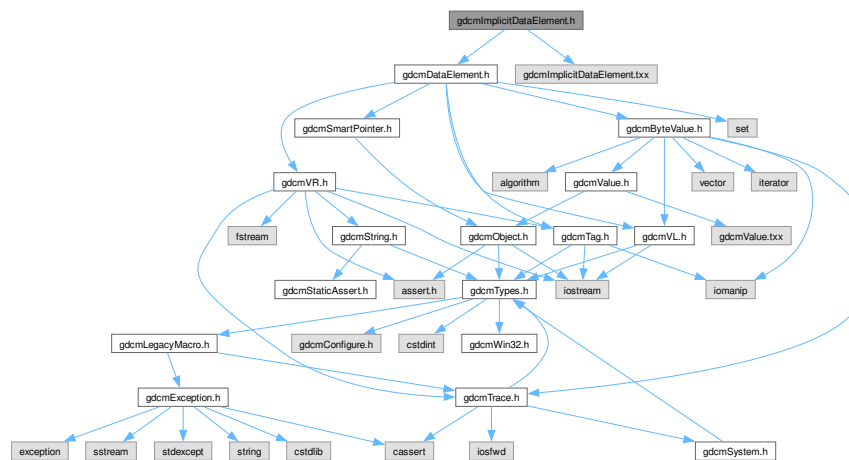 gdcmImplicitDataElement.h
gdcmDataElement.h
gdcmImplicitDataElement.txx
gdcmSmartPointer.h
gdcmByteValue.h
set
gdcmVR.h
algorithm
gdcmValue.h
vector
iterator
fstream
gdcmString.h
gdcmObject.h
gdcmTag.h
gdcmVL.h
gdcmValue.txx
gdcmStaticAssert.h
assert.h
gdcmTypes.h
iostream
iomanip
gdcmLegacyMacro.h
gdcmConfigure.h
cstdint
gdcmWin32.h
gdcmException.h
gdcmTrace.h
exception
sstream
stdexcept
string
cstdlib
cassert
iosfwd
gdcmSystem.h